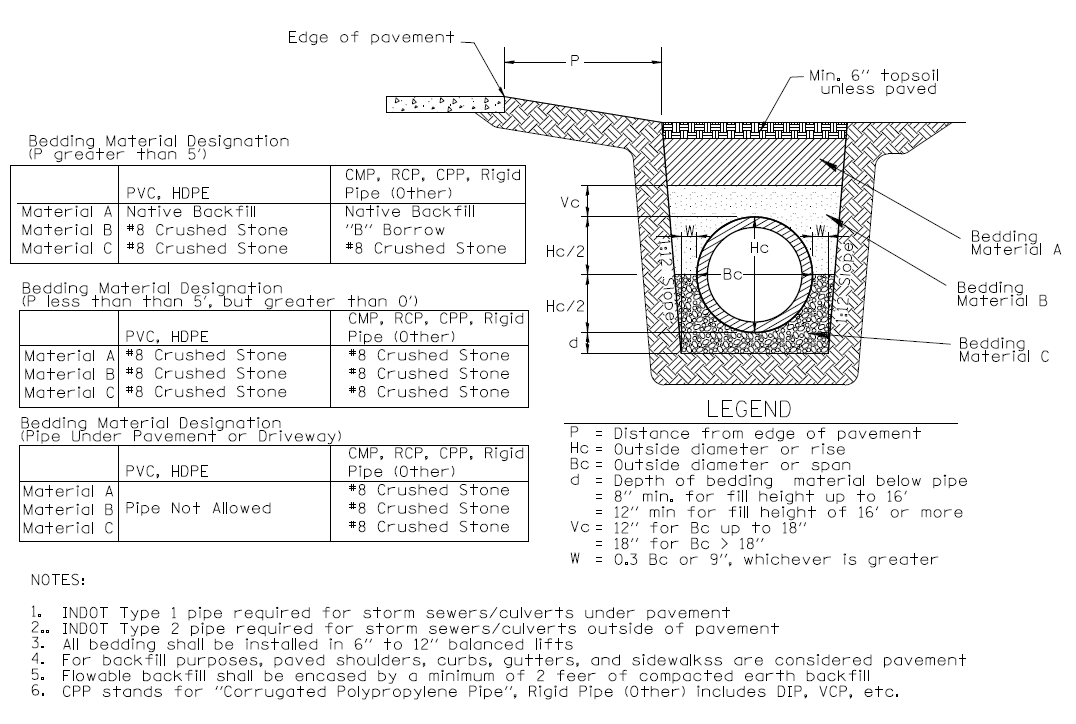 Edge of pavement
P
Min. 6" topsoil
unless paved
Bedding Material Designation
(P greater than 5')
PVC, HDPE
CMP, RCP, CPP, Rigid
Pipe (Other)
Material A Native Backfill Native Backfill
Material B #8 Crushed Stone "B" Borrow
Material C #8 Crushed Stone #8 Crushed Stone
Bedding Material Designation
(P less than than 5', but greater than 0')
PVC, HDPE
CMP, RCP, CPP, Rigid
Pipe (Other)
Material A #8 Crushed Stone #8 Crushed Stone
Material B #8 Crushed Stone #8 Crushed Stone
Material C #8 Crushed Stone #8 Crushed Stone
Bedding Material Designation
(Pipe Under Pavement or Driveway)
PVC, HDPE
CMP, RCP, CPP, Rigid
Pipe (Other)
Material A #8 Crushed Stone
Material B Pipe Not Allowed #8 Crushed Stone
Material C #8 Crushed Stone
Vc
Hc/2
Hc/2
d
W
W
Hc
Bc
1:12 Slope
1:12 Slope
Bedding
Material A
Bedding
Material B
Bedding
Material C
LEGEND
P = Distance from edge of pavement
Hc = Outside diameter or rise
Bc = Outside diameter or span
d = Depth of bedding material below pipe
= 8" min. for fill height up to 16'
= 12" min for fill height of 16' or more
Vc = 12" for Bc up to 18"
= 18" for Bc > 18"
W = 0.3 Bc or 9", whichever is greater
NOTES:
1. INDOT Type 1 pipe required for storm sewers/culverts under pavement
2.. INDOT Type 2 pipe required for storm sewers/culverts outside of pavement
3. All bedding shall be installed in 6" to 12" balanced lifts
4. For backfill purposes, paved shoulders, curbs, gutters, and sidewalkss are considered pavement
5. Flowable backfill shall be encased by a minimum of 2 feer of compacted earth backfill
6. CPP stands for "Corrugated Polypropylene Pipe", Rigid Pipe (Other) includes DIP, VCP, etc.